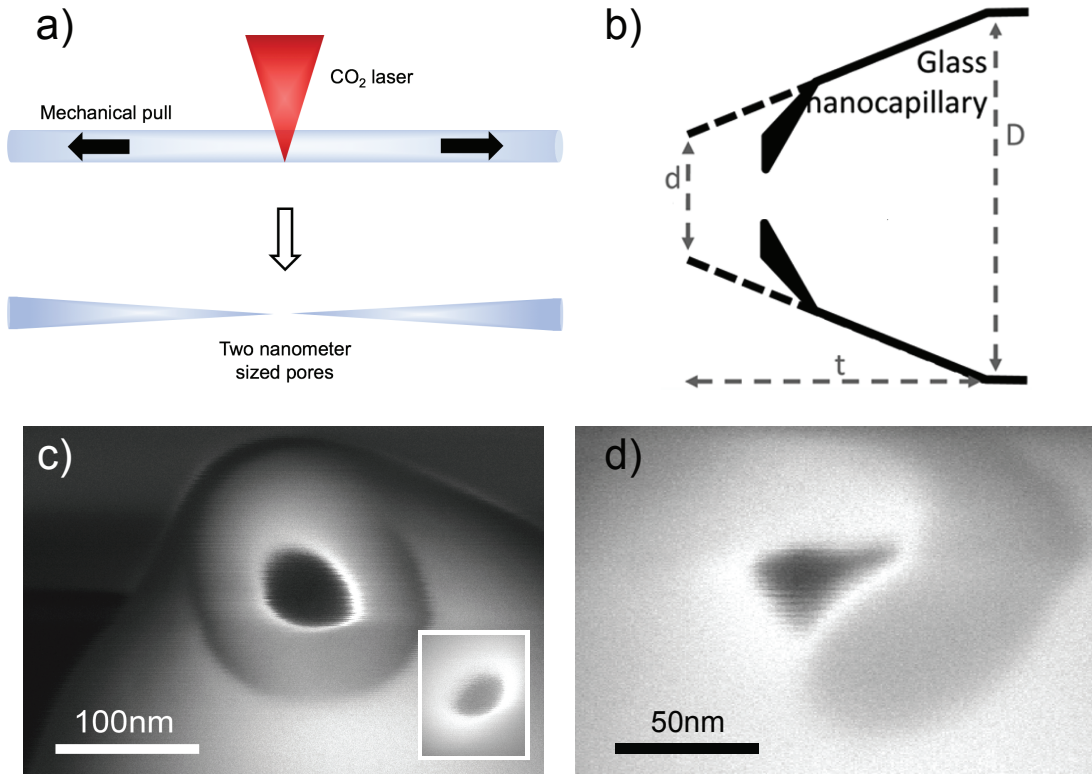 a)
CO2 laser
Mechanical pull
Two nanometer
sized pores
b)
Glass
nanocapillary
D
d
t
c)
100nm
d)
50nm